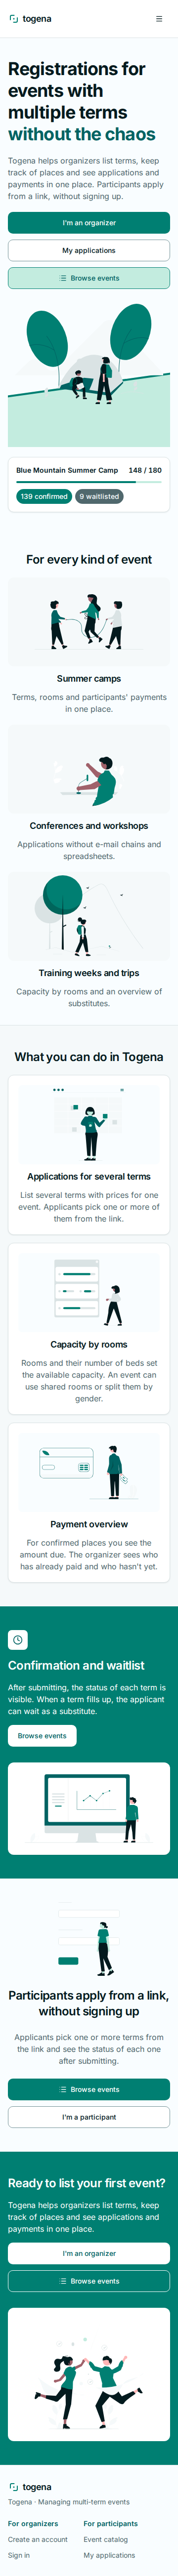 togena
Registrations for
events with
multiple terms
without the chaos
Togena helps organizers list terms, keep
track of places and see applications and
payments in one place. Participants apply
from a link, without signing up.
I'm an organizer
My applications
Browse events
Blue Mountain Summer Camp 148 / 180
139 confirmed 9 waitlisted
For every kind of event
Summer camps
Terms, rooms and participants' payments
in one place.
Conferences and workshops
Applications without e-mail chains and
spreadsheets.
Training weeks and trips
Capacity by rooms and an overview of
substitutes.
What you can do in Togena
Applications for several terms
List several terms with prices for one
event. Applicants pick one or more of
them from the link.
Capacity by rooms
Rooms and their number of beds set
the available capacity. An event can
use shared rooms or split them by
gender.
Payment overview
For confirmed places you see the
amount due. The organizer sees who
has already paid and who hasn't yet.
Confirmation and waitlist
After submitting, the status of each term is
visible. When a term fills up, the applicant
can wait as a substitute.
Browse events
Participants apply from a link,
without signing up
Applicants pick one or more terms from
the link and see the status of each one
after submitting.
Browse events
I'm a participant
Ready to list your first event?
Togena helps organizers list terms, keep
track of places and see applications and
payments in one place.
I'm an organizer
Browse events
togena
Togena · Managing multi-term events
For organizers For participants
Create an account Event catalog
Sign in My applications